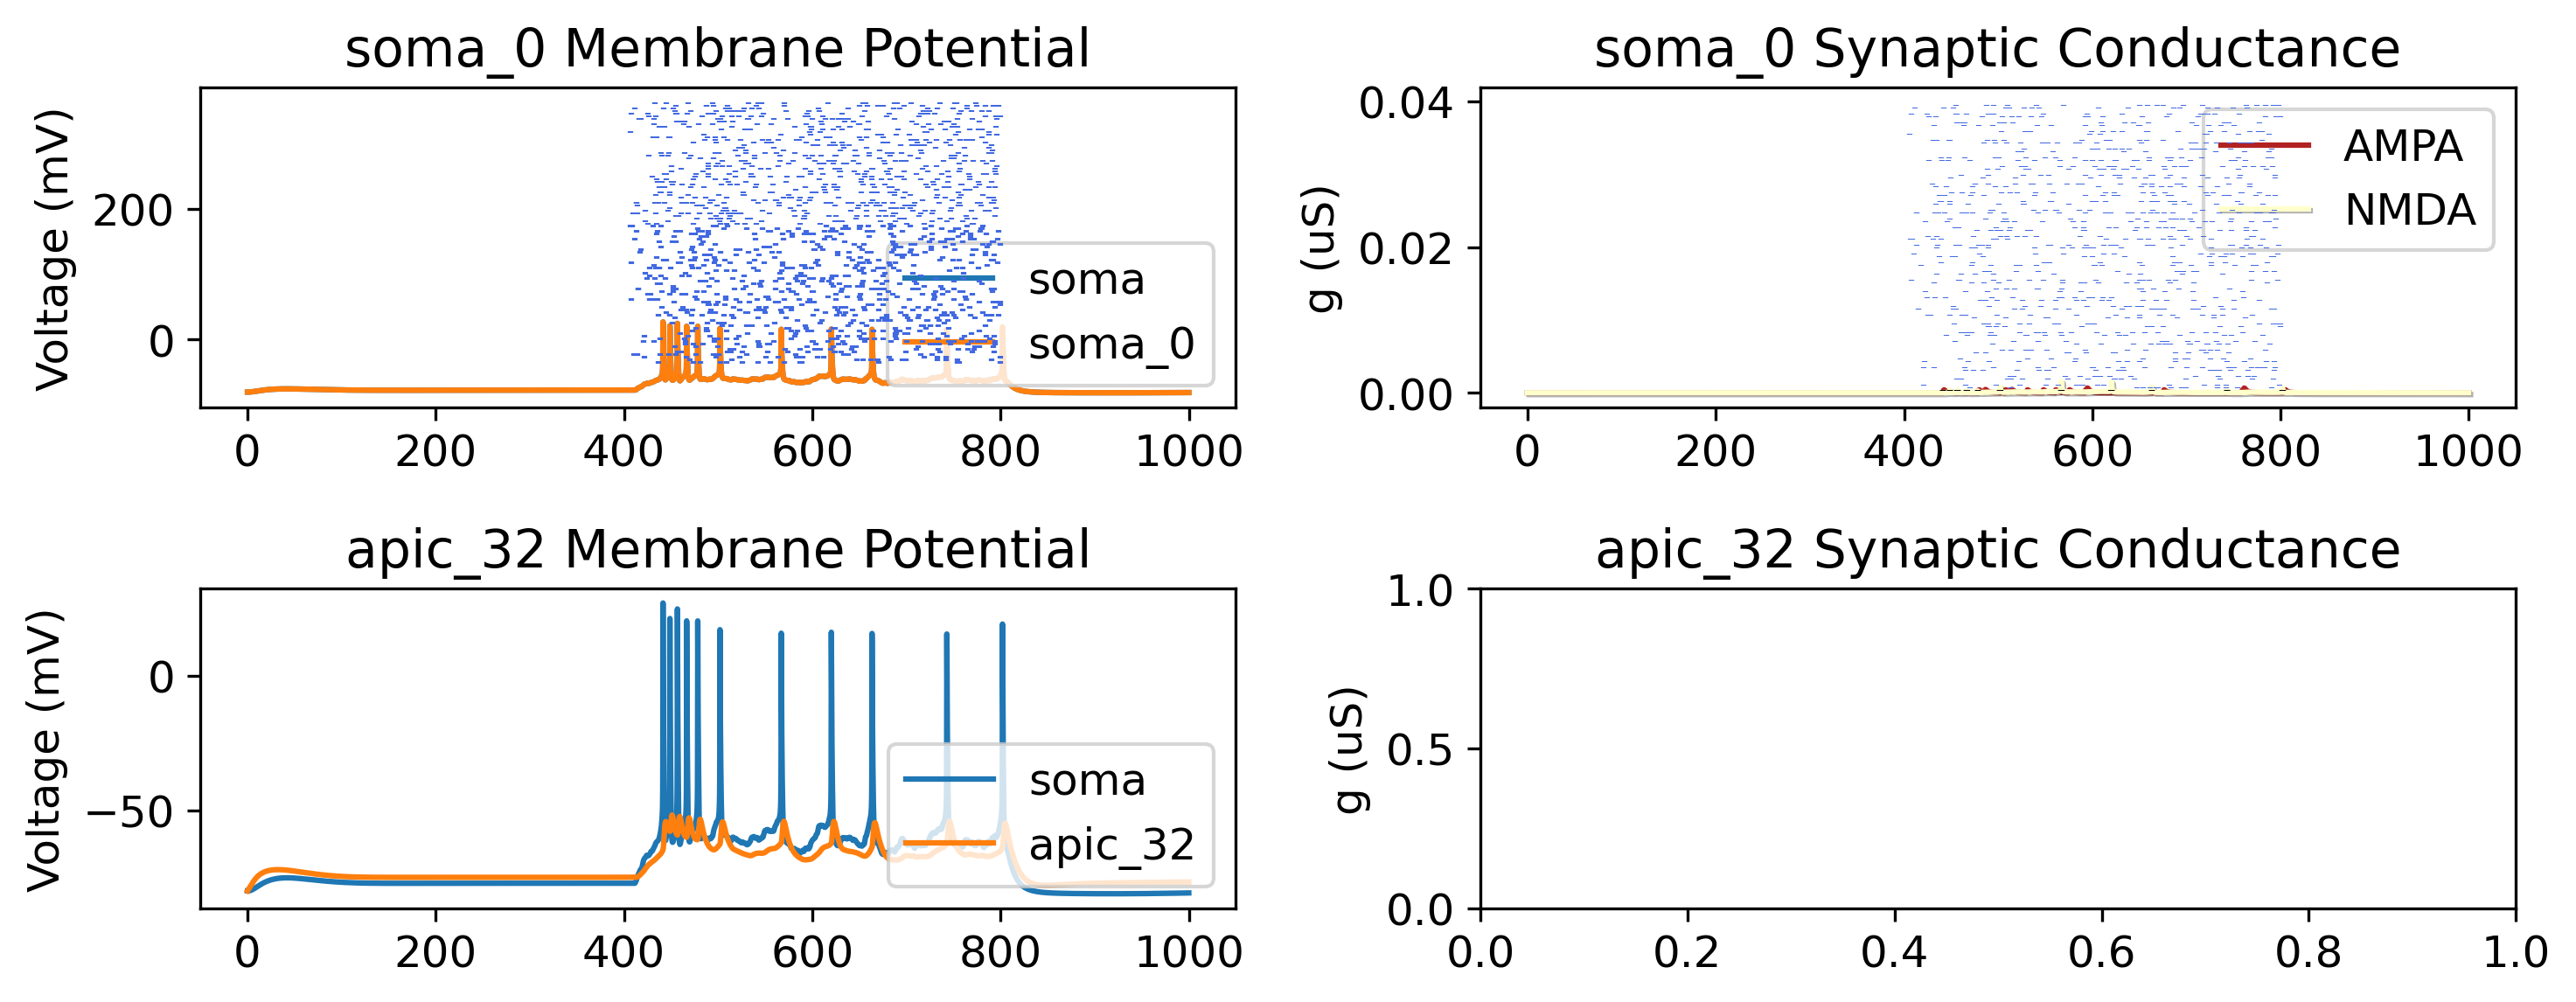 soma_0 Membrane Potential
Voltage (mV)
200
0
soma
soma_0
0 200 400 600 800 1000
soma_0 Synaptic Conductance
g (uS)
0.04
0.02
0.00
AMPA
NMDA
0 200 400 600 800 1000
apic_32 Membrane Potential
Voltage (mV)
0
−50
soma
apic_32
0 200 400 600 800 1000
apic_32 Synaptic Conductance
g (uS)
1.0
0.5
0.0
0.0 0.2 0.4 0.6 0.8 1.0